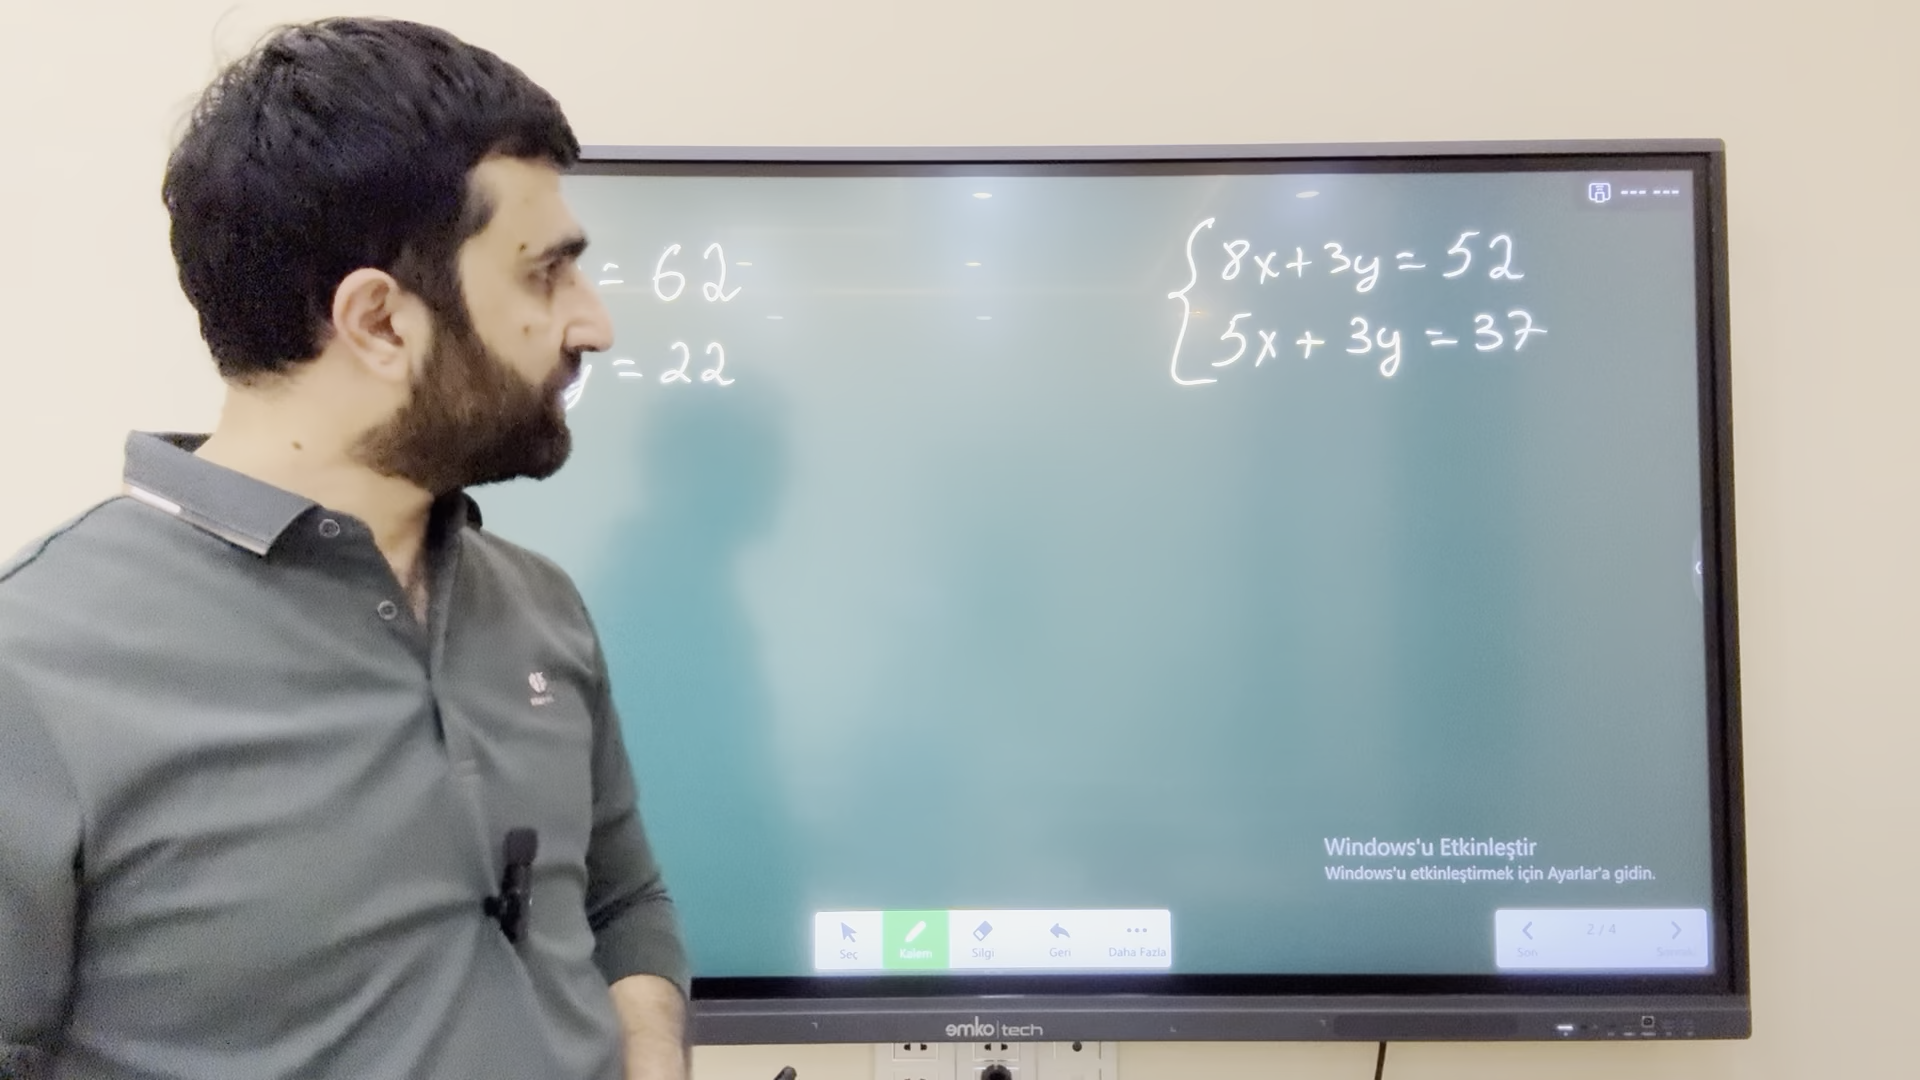 = 62
y = 22
8x + 3y = 52
5x + 3y = 37
Windows'u Etkinleştir
Windows'u etkinleştirmek için Ayarlar'a gidin.
Seç
Kalem
Silgi
Geri
Daha Fazla
2 / 4
Son
emko | tech